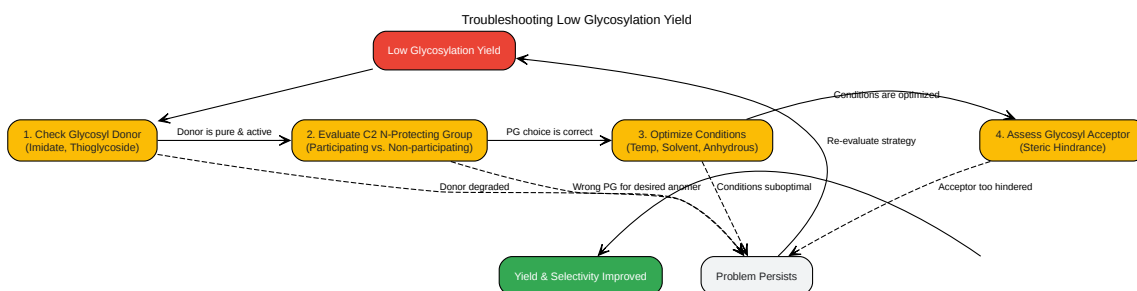 Troubleshooting Low Glycosylation Yield
Low Glycosylation Yield
Conditions are optimized
1. Check Glycosyl Donor
(Imidate, Thioglycoside)
Donor is pure & active
2. Evaluate C2 N-Protecting Group
(Participating vs. Non-participating)
PG choice is correct
3. Optimize Conditions
(Temp, Solvent, Anhydrous)
Re-evaluate strategy
4. Assess Glycosyl Acceptor
(Steric Hindrance)
Donor degraded
Wrong PG for desired anomer
Conditions suboptimal
Acceptor too hindered
Yield & Selectivity Improved
Problem Persists